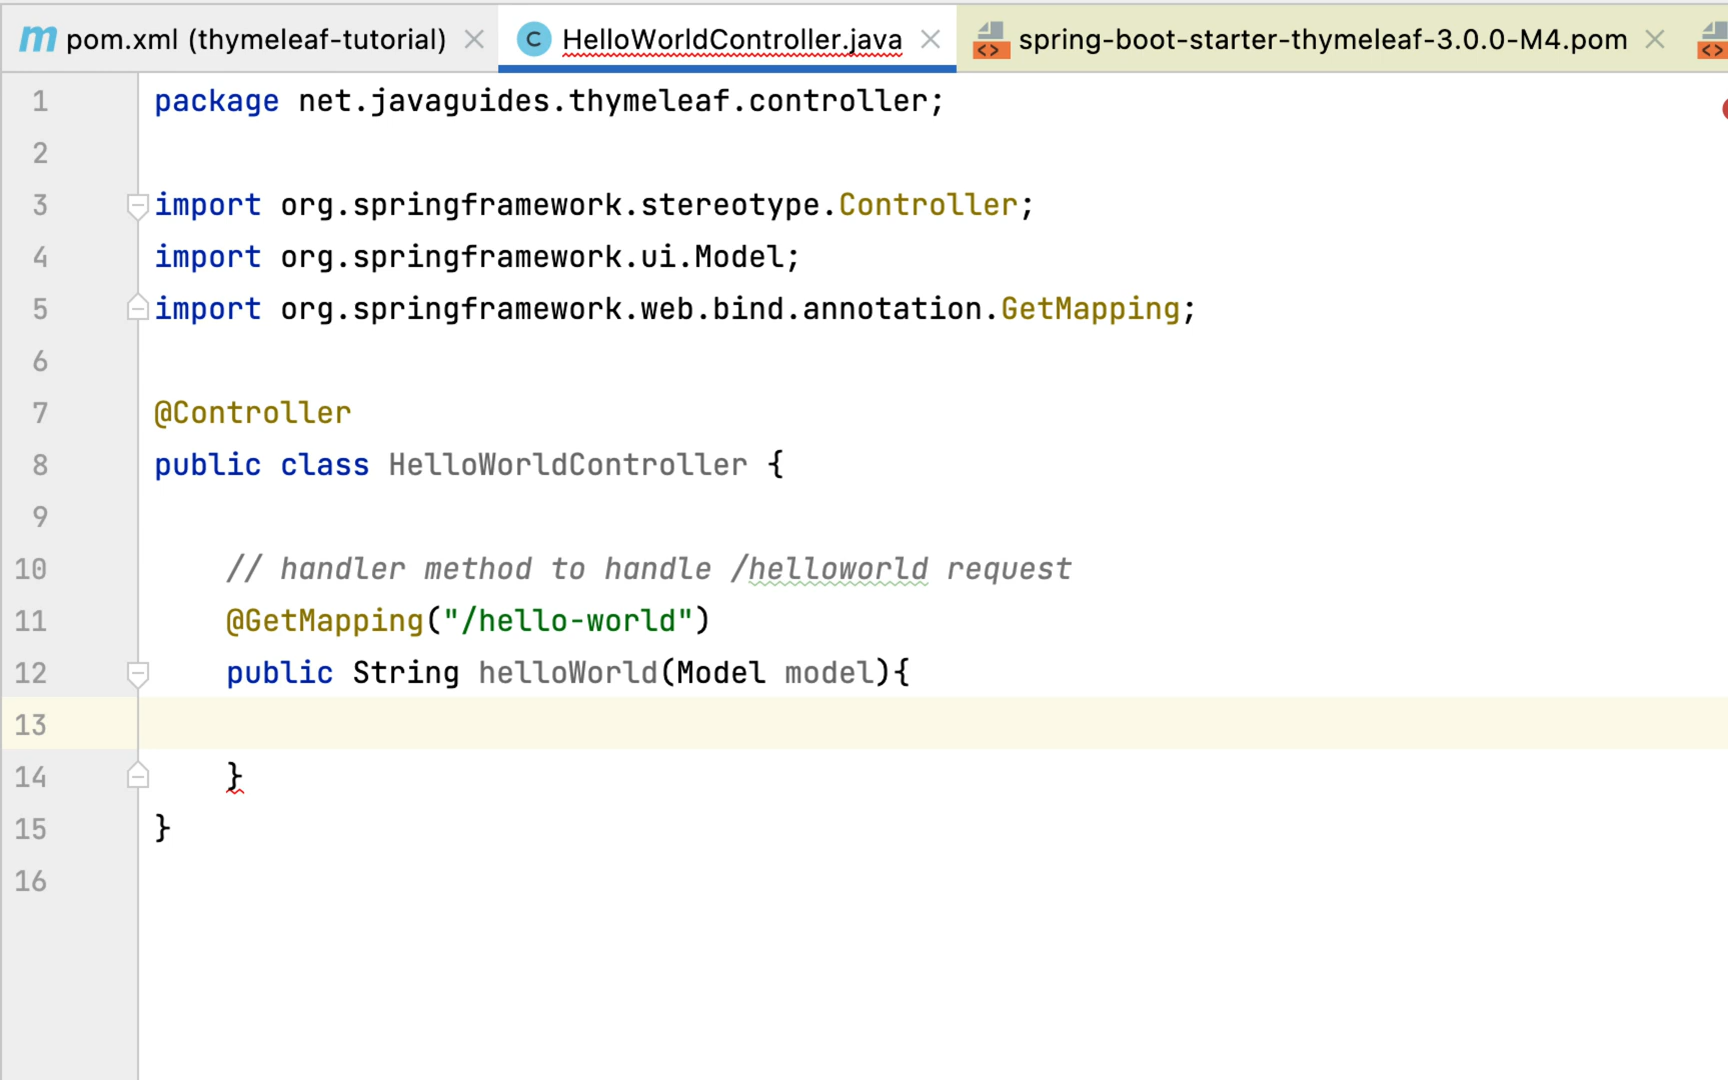 m pom.xml (thymeleaf-tutorial) C HelloWorldController.java <> spring-boot-starter-thymeleaf-3.0.0-M4.pom <>
1 package net.javaguides.thymeleaf.controller;
2
3 import org.springframework.stereotype.Controller;
4 import org.springframework.ui.Model;
5 import org.springframework.web.bind.annotation.GetMapping;
6
7 @Controller
8 public class HelloWorldController {
9
10 // handler method to handle /helloworld request
11 @GetMapping("/hello-world")
12 public String helloWorld(Model model){
13
14 }
15 }
16